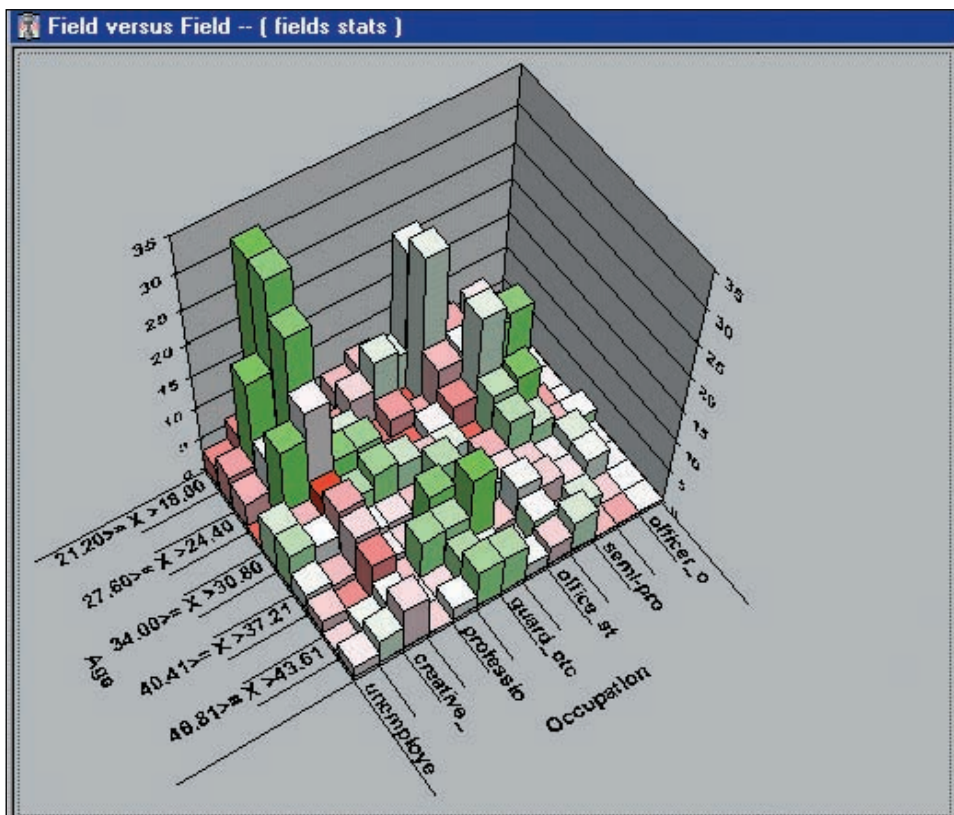 Field versus Field -- ( fields stats )
35
30
25
20
15
10
5
0
35
30
25
20
15
10
5
0
21.20>= X >18.00
27.60>= X >24.40
34.00>= X >30.80
40.41>= X >37.21
46.81>= X >43.61
Age
unemploye
creative_
professio
guard_etc
office_st
semi-pro
officer_o
Occupation